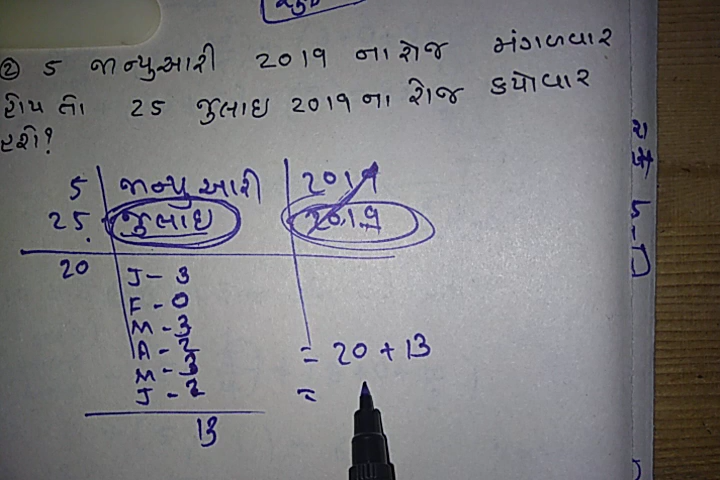 ② 5 જાન્યુઆરી 2019 ના રોજ મંગળવાર
હોય તો 25 જુલાઇ 2019 ના રોજ કયોવાર
હશે?
5 જાન્યુઆરી 2019
25 જુલાઇ 2019
20 J - 3
F - 0
M - 3
A - 2 = 20 + 13
M - 3
J - 2 =
13